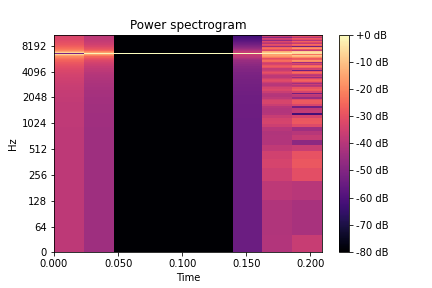 Power spectrogram
8192
4096
2048
1024
512
256
128
64
0
Hz
0.000 0.050 0.100 0.150 0.200
Time
+0 dB
-10 dB
-20 dB
-30 dB
-40 dB
-50 dB
-60 dB
-70 dB
-80 dB